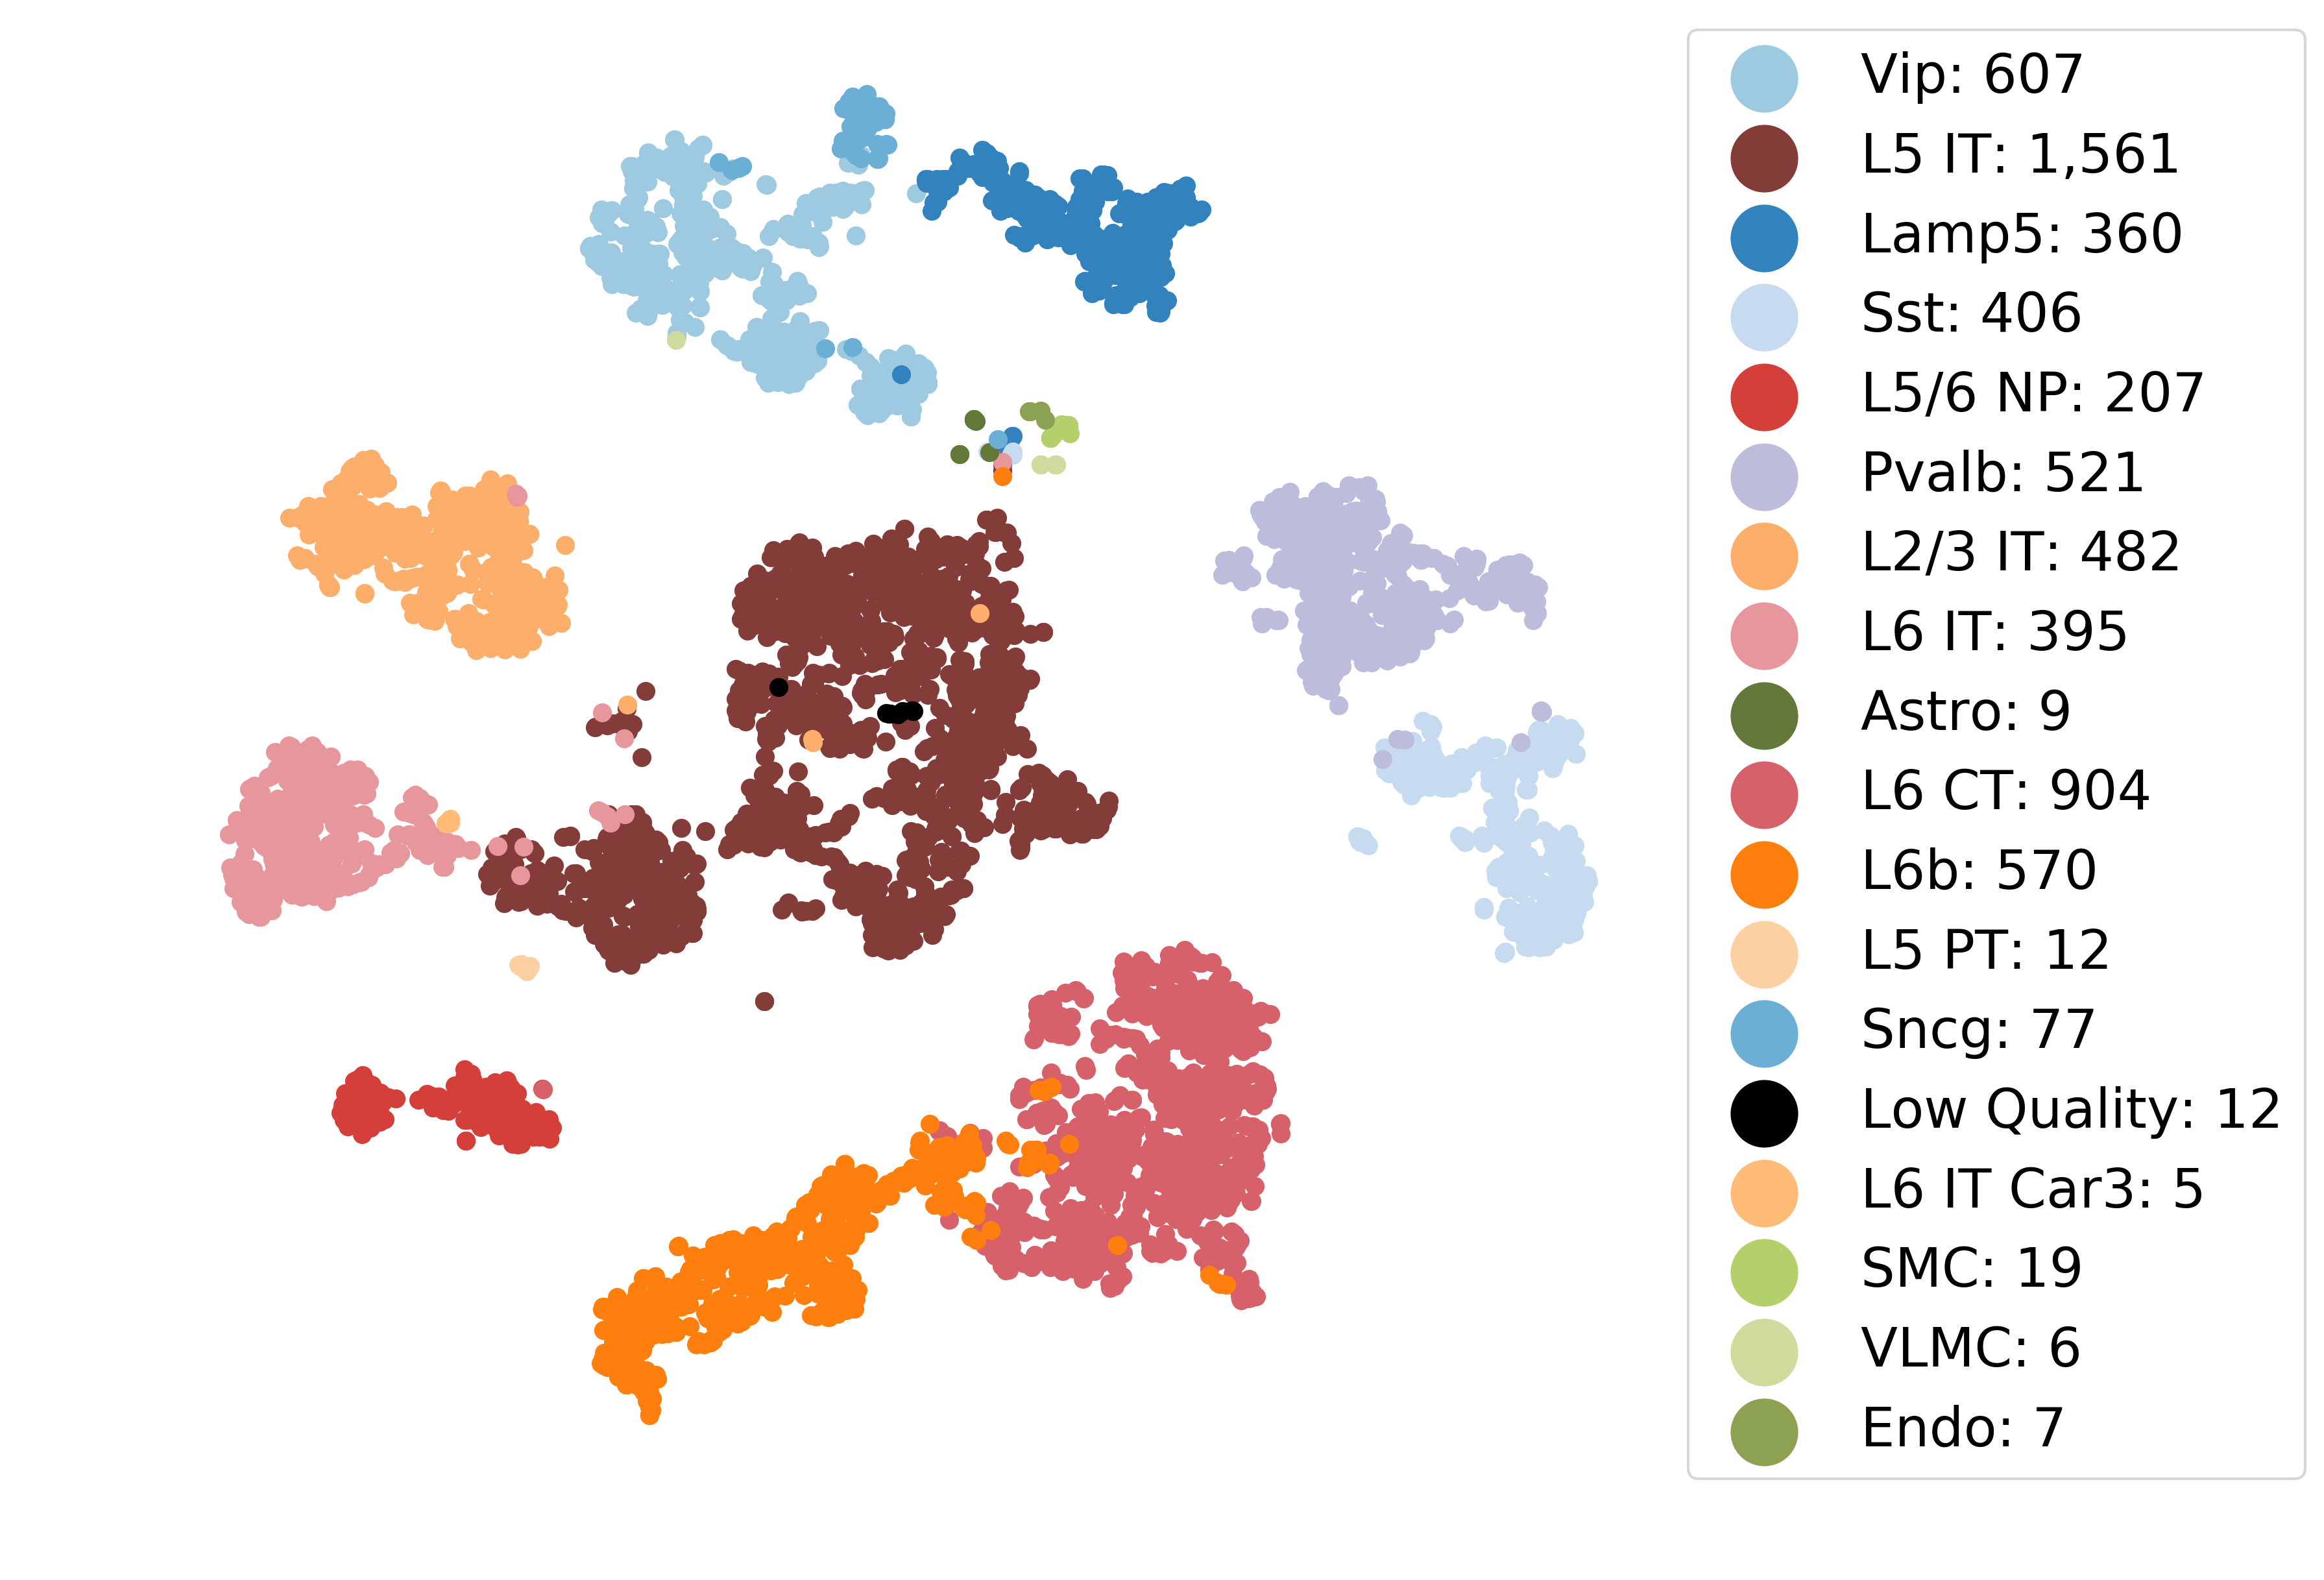 Vip: 607
L5 IT: 1,561
Lamp5: 360
Sst: 406
L5/6 NP: 207
Pvalb: 521
L2/3 IT: 482
L6 IT: 395
Astro: 9
L6 CT: 904
L6b: 570
L5 PT: 12
Sncg: 77
Low Quality: 12
L6 IT Car3: 5
SMC: 19
VLMC: 6
Endo: 7